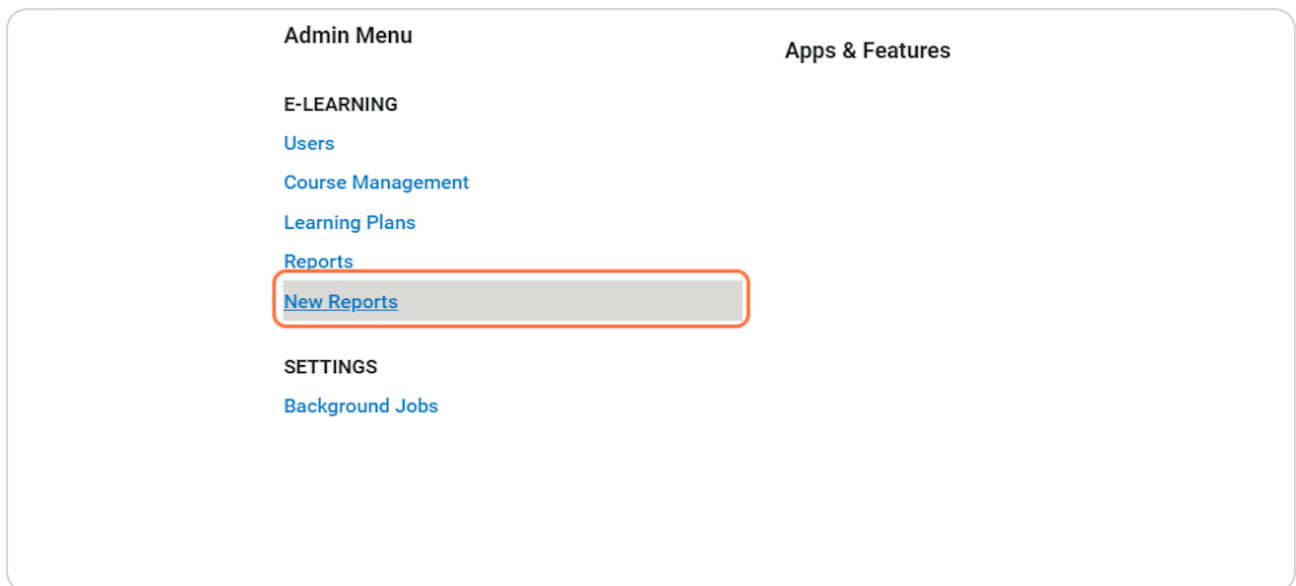 Admin Menu
Apps & Features
E-LEARNING
Users
Course Management
Learning Plans
Reports
New Reports
SETTINGS
Background Jobs